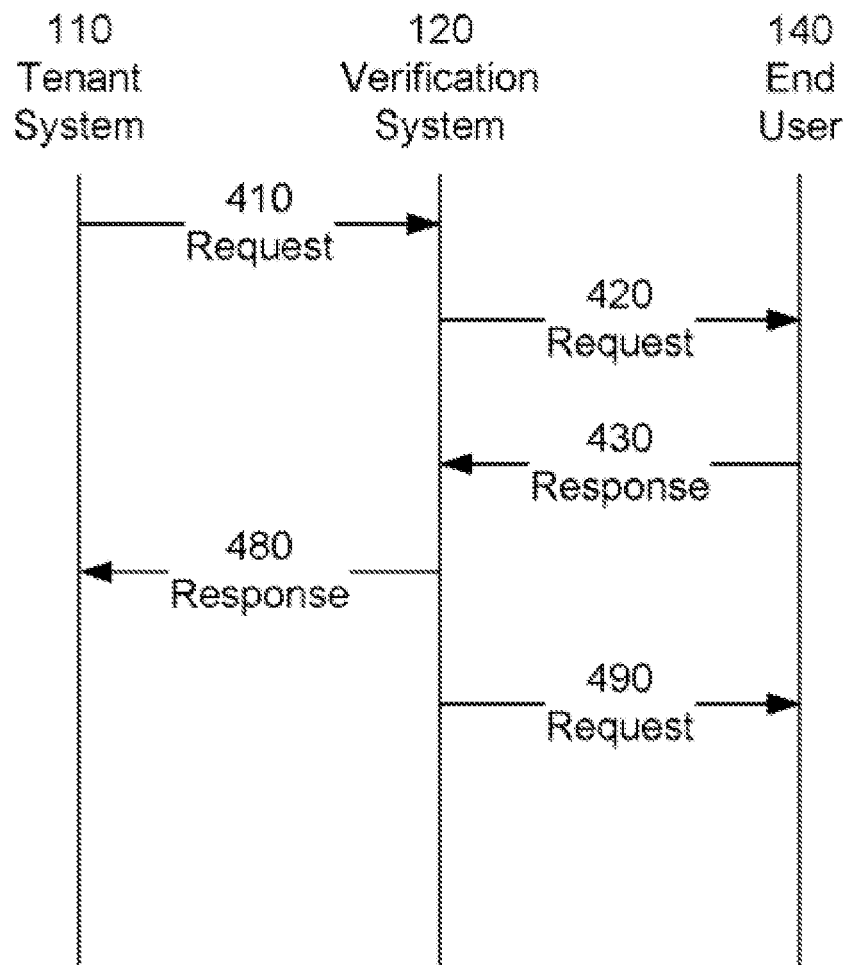 110
Tenant
System
120
Verification
System
140
End
User
410
Request
420
Request
430
Response
480
Response
490
Request